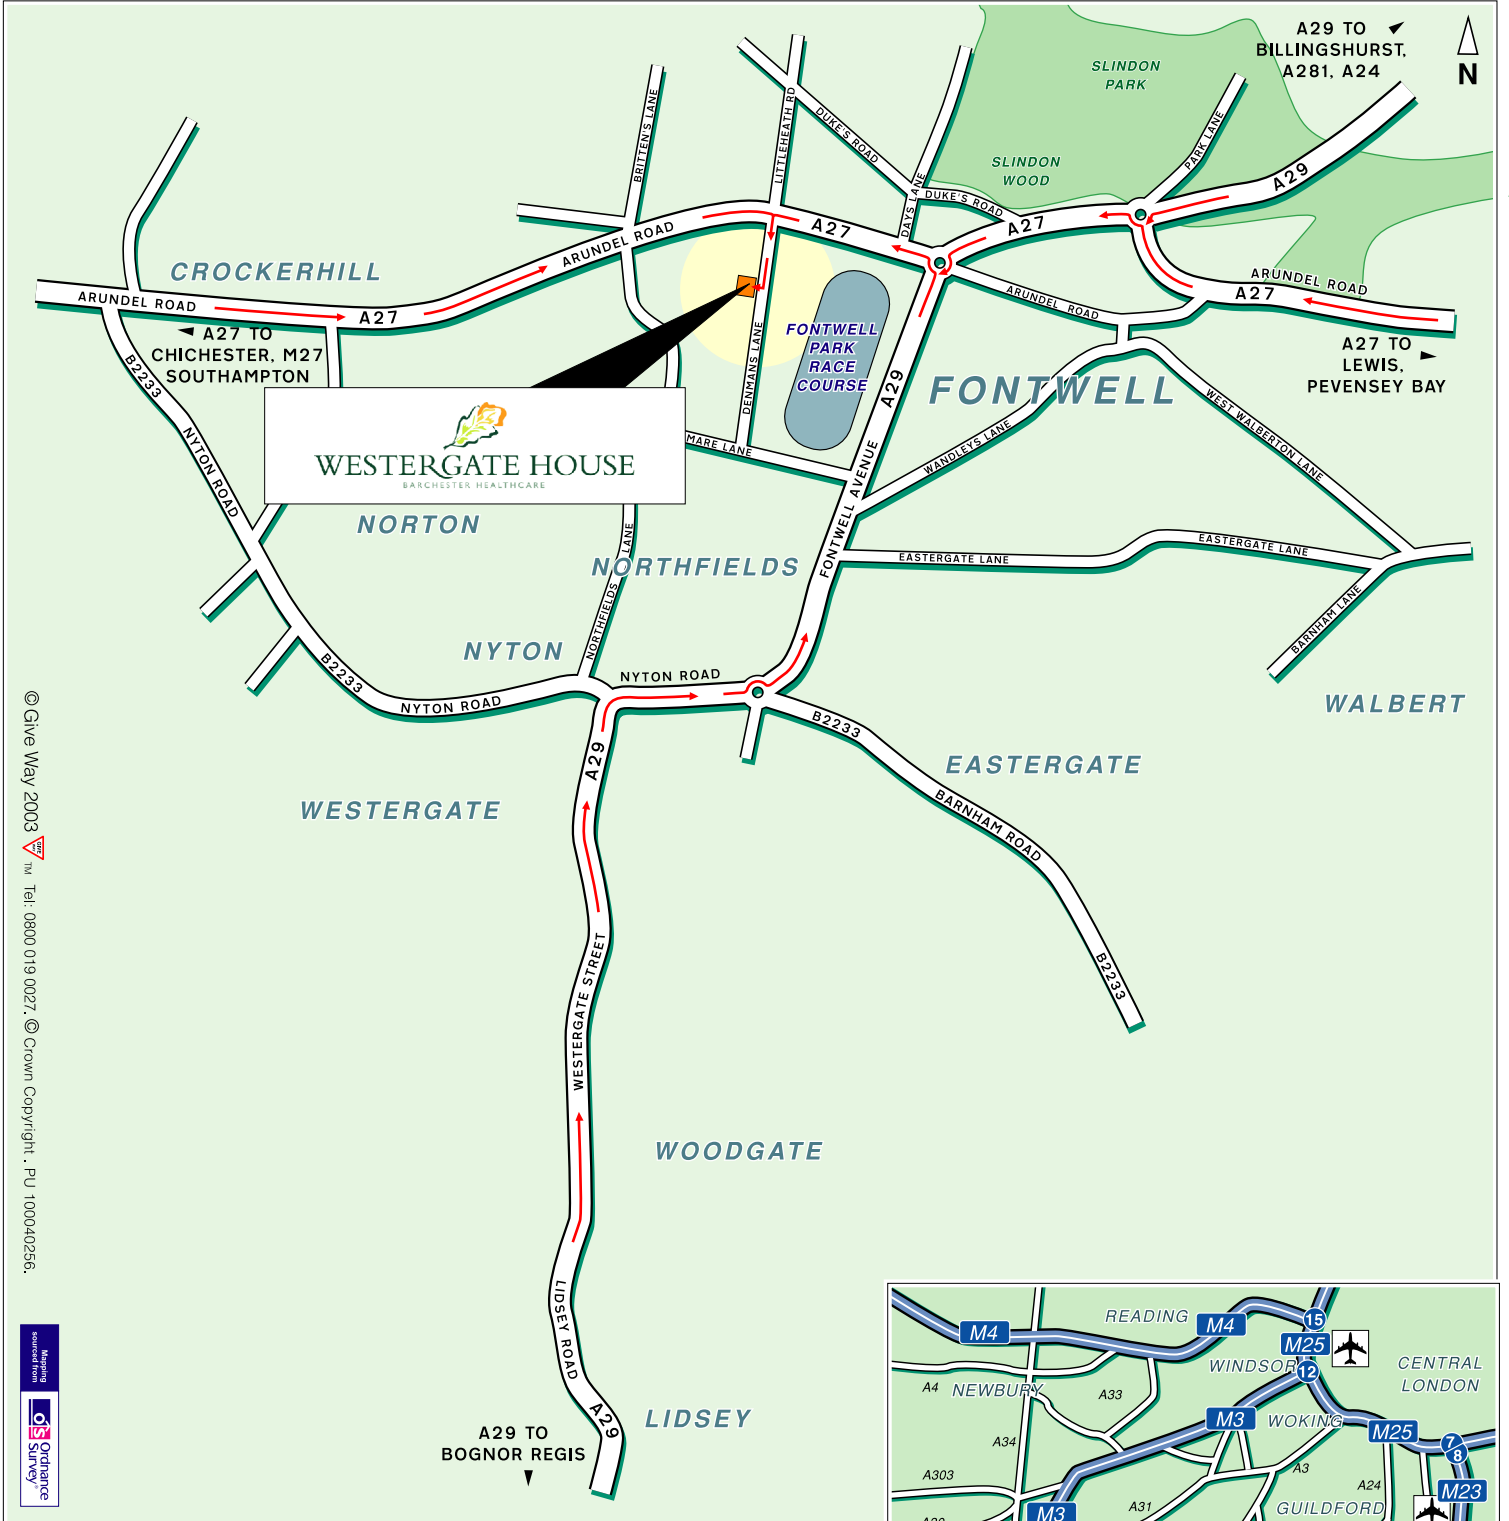 A29 TO
BILLINGSHURST,
A281, A24
N
SLINDON
PARK
SLINDON
WOOD
PARK LANE
A29
BRITTEN'S LANE
LITTLEHEATH RD
DUKE'S ROAD
DAYS LANE
DUKE'S ROAD
A27
A27
ARUNDEL ROAD
CROCKERHILL
ARUNDEL ROAD
A27
A27 TO
CHICHESTER, M27
SOUTHAMPTON
ARUNDEL ROAD
A27
ARUNDEL ROAD
A27 TO
LEWIS,
PEVENSEY BAY
FONTWELL
PARK
RACE
COURSE
DENMANS LANE
A29
FONTWELL
B2233
NYTON ROAD
WESTERGATE HOUSE
BARCHESTER HEALTHCARE
MARE LANE
WANDLEYS LANE
WEST WALBERTON LANE
FONTWELL AVENUE
NORTON
NORTHFIELDS
LANE
NORTHFIELDS
EASTERGATE LANE
EASTERGATE LANE
BARNHAM LANE
NYTON
NYTON ROAD
B2233
NYTON ROAD
WALBERT
B2233
EASTERGATE
A29
WESTERGATE
BARNHAM ROAD
B2233
WESTERGATE STREET
WOODGATE
LIDSEY ROAD
A29
LIDSEY
A29 TO
BOGNOR REGIS
© Give Way 2003 GIVE WAY TM Tel: 0800 019 0027. © Crown Copyright . PU 100040256.
Mapping
sourced from
OS
Ordnance
Survey®
READING
M4
M4
15
M25
WINDSOR
12
CENTRAL
LONDON
A4
NEWBURY
A33
M3
WOKING
M25
7
8
A34
A303
A3
A24
M23
A31
GUILDFORD
M3